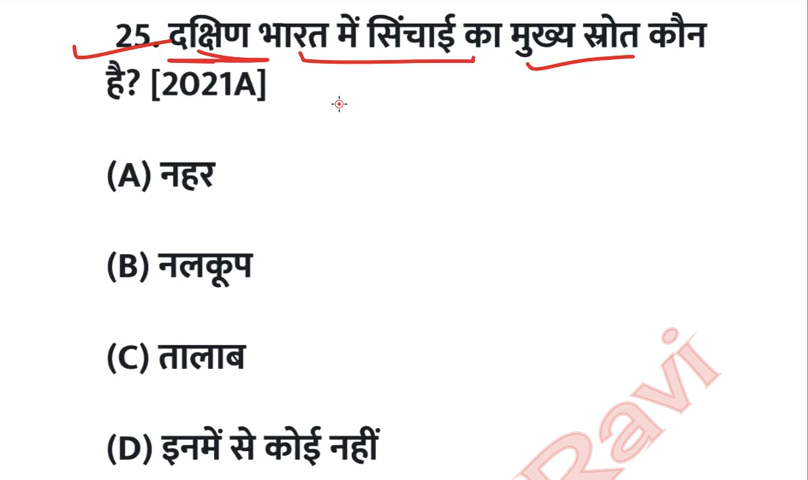 25. दक्षिण भारत में सिंचाई का मुख्य स्रोत कौन
है? [2021A]
(A) नहर
(B) नलकूप
(C) तालाब
(D) इनमें से कोई नहीं
Ravi